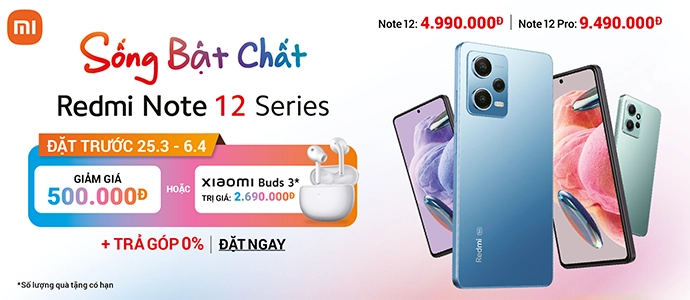 mi
Note 12: 4.990.000Đ | Note 12 Pro: 9.490.000Đ
Sống Bật Chất
Redmi Note 12 Series
ĐẶT TRƯỚC 25.3 - 6.4
GIẢM GIÁ
500.000Đ
HOẶC
XIAOMI Buds 3*
TRỊ GIÁ: 2.690.000Đ
+ TRẢ GÓP 0% | ĐẶT NGAY
*Số lượng quà tặng có hạn
Redmi